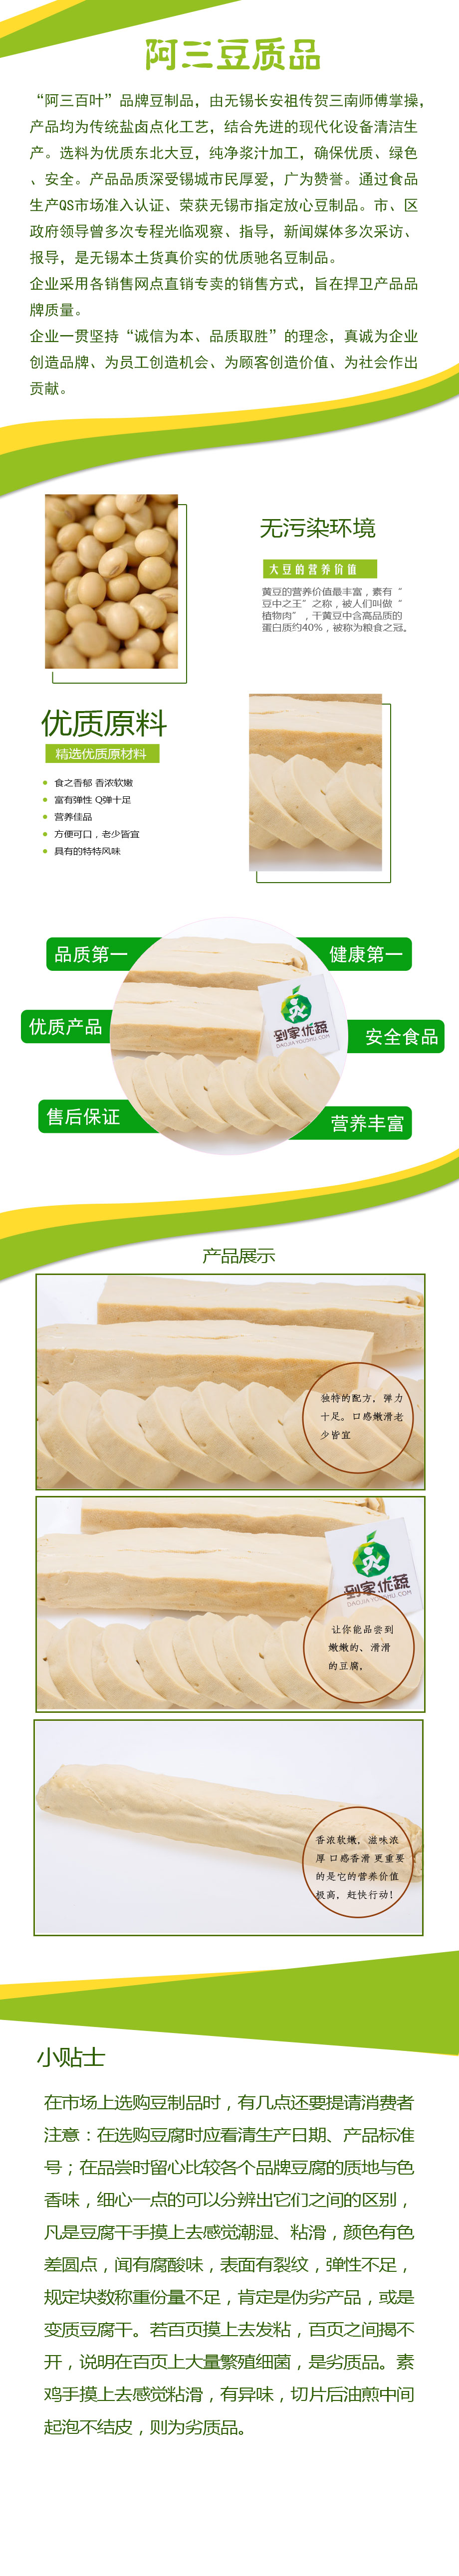 阿三豆质品
“阿三百叶”品牌豆制品，由无锡长安祖传贺三南师傅掌操，
产品均为传统盐卤点化工艺，结合先进的现代化设备清洁生
产。选料为优质东北大豆，纯净浆汁加工，确保优质、绿色
、安全。产品品质深受锡城市民厚爱，广为赞誉。通过食品
生产QS市场准入认证、荣获无锡市指定放心豆制品。市、区
政府领导曾多次专程光临观察、指导，新闻媒体多次采访、
报导，是无锡本土货真价实的优质驰名豆制品。
企业采用各销售网点直销专卖的销售方式，旨在捍卫产品品
牌质量。
企业一贯坚持“诚信为本、品质取胜”的理念，真诚为企业
创造品牌、为员工创造机会、为顾客创造价值、为社会作出
贡献。
无污染环境
大豆的营养价值
黄豆的营养价值最丰富，素有“
豆中之王”之称，被人们叫做“
植物肉”，干黄豆中含高品质的
蛋白质约40%，被称为粮食之冠。
优质原料
精选优质原材料
食之香郁 香浓软嫩
富有弹性 Q弹十足
营养佳品
方便可口，老少皆宜
具有的特特风味
品质第一
健康第一
优质产品
安全食品
售后保证
营养丰富
到家优蔬
DAOJIA.YOUSHU.COM
产品展示
独特的配方，弹力
十足。口感嫩滑老
少皆宜
到家优蔬
DAOJIA.YOUSHU.COM
让你能品尝到
嫩嫩的、滑滑
的豆腐，
香浓软嫩，滋味浓
厚 口感香滑 更重要
的是它的营养价值
极高，赶快行动！
小贴士
在市场上选购豆制品时，有几点还要提请消费者
注意：在选购豆腐时应看清生产日期、产品标准
号；在品尝时留心比较各个品牌豆腐的质地与色
香味，细心一点的可以分辨出它们之间的区别，
凡是豆腐干手摸上去感觉潮湿、粘滑，颜色有色
差圆点，闻有腐酸味，表面有裂纹，弹性不足，
规定块数称重份量不足，肯定是伪劣产品，或是
变质豆腐干。若百页摸上去发粘，百页之间揭不
开，说明在百页上大量繁殖细菌，是劣质品。素
鸡手摸上去感觉粘滑，有异味，切片后油煎中间
起泡不结皮，则为劣质品。